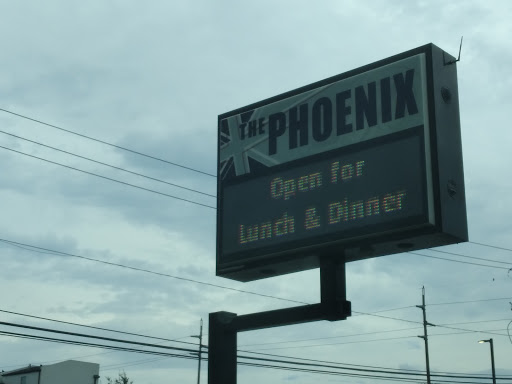 THE PHOENIX
Open for
Lunch & Dinner